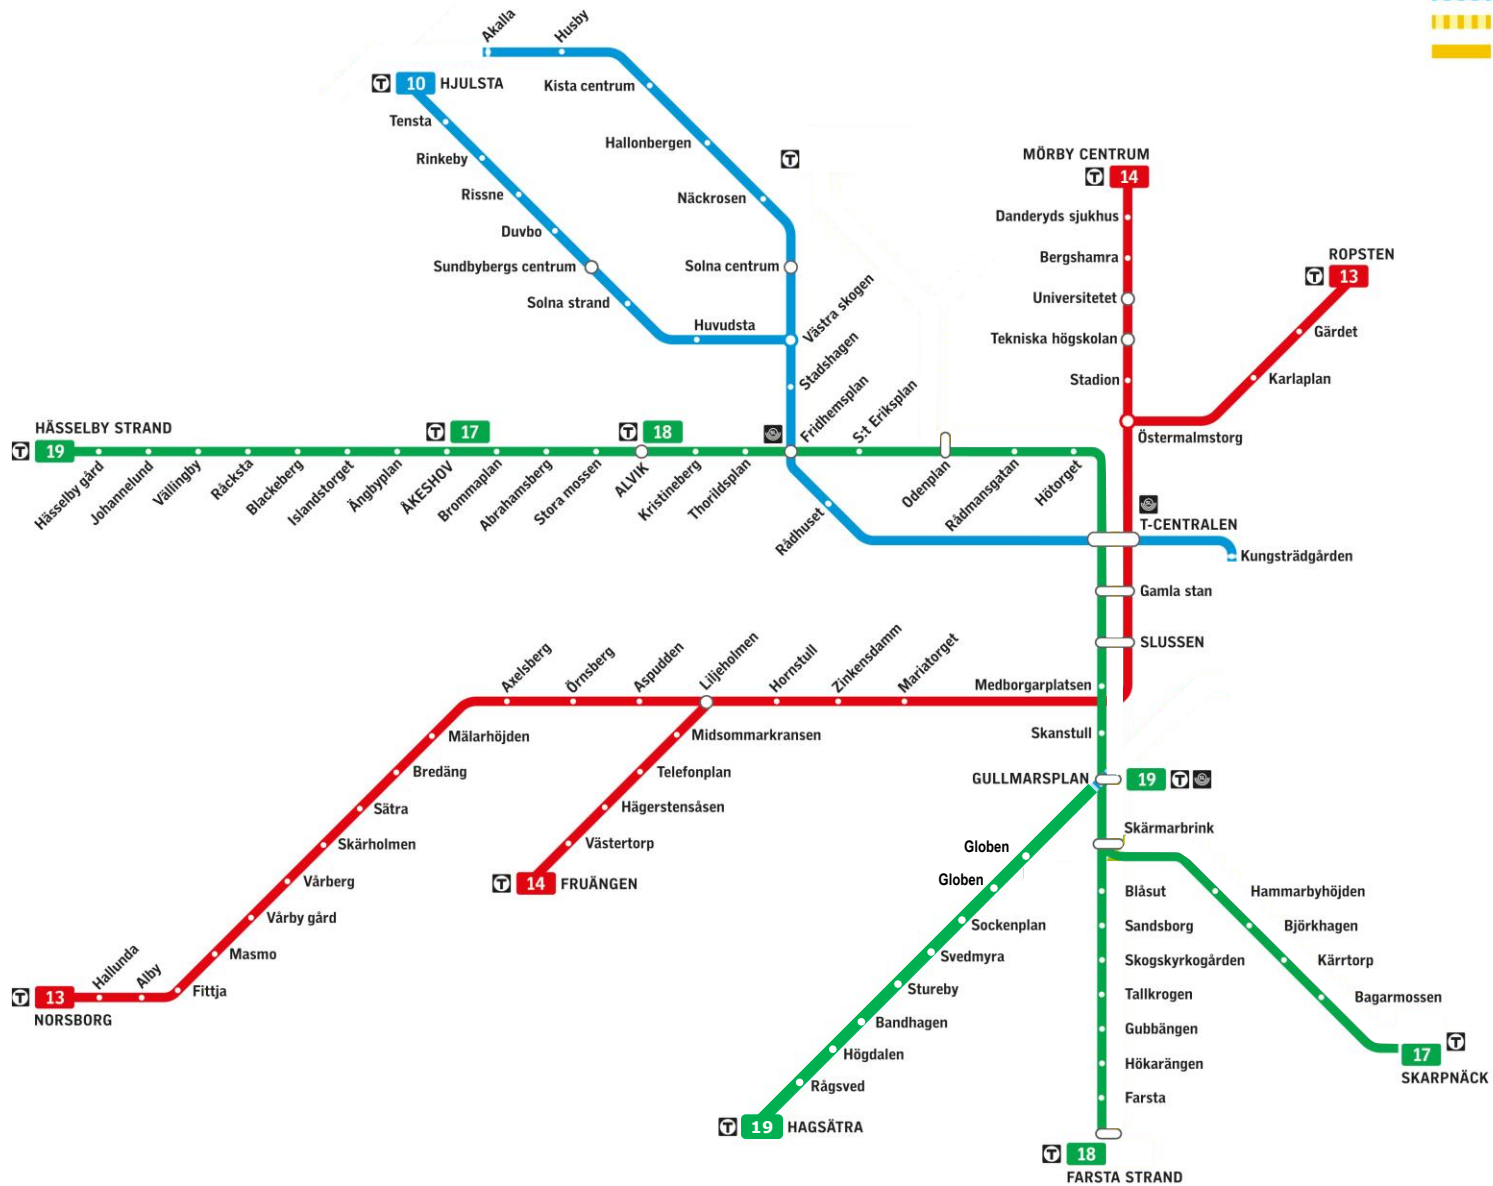 Akalla
Husby
10 HJULSTA
Kista centrum
Tensta
Hallonbergen
Rinkeby
Rissne
Näckrosen
Duvbo
Sundbybergs centrum
Solna centrum
Solna strand
Huvudsta
Västra skogen
Stadshagen
Fridhemsplan
S:t Eriksplan
T
MÖRBY CENTRUM
T 14
Danderyds sjukhus
Bergshamra
Universitetet
Tekniska högskolan
Stadion
Östermalmstorg
ROPSTEN
T 13
Gärdet
Karlaplan
HÄSSELBY STRAND
T 19
T 17
T 18
Hässelby gård
Johannelund
Vällingby
Råcksta
Blackeberg
Islandstorget
Ängbyplan
ÅKESHOV
Brommaplan
Abrahamsberg
Stora mossen
ALVIK
Kristineberg
Thorildsplan
Rådhuset
Odenplan
Rådmansgatan
Hötorget
T-CENTRALEN
Kungsträdgården
Gamla stan
SLUSSEN
Axelsberg
Örnsberg
Aspudden
Liljeholmen
Hornstull
Zinkensdamm
Mariatorget
Medborgarplatsen
Skanstull
GULLMARSPLAN
19 T
Mälarhöjden
Bredäng
Sätra
Skärholmen
Vårberg
Vårby gård
Masmo
Fittja
Alby
Hallunda
T 13
NORSBORG
Midsommarkransen
Telefonplan
Hägerstensåsen
Västertorp
T 14 FRUÄNGEN
Globen
Globen
Sockenplan
Svedmyra
Stureby
Bandhagen
Högdalen
Rågsved
T 19 HAGSÄTRA
Skärmarbrink
Blåsut
Sandsborg
Skogskyrkogården
Tallkrogen
Gubbängen
Hökarängen
Farsta
T 18
FARSTA STRAND
Hammarbyhöjden
Björkhagen
Kärrtorp
Bagarmossen
17 T
SKARPNÄCK